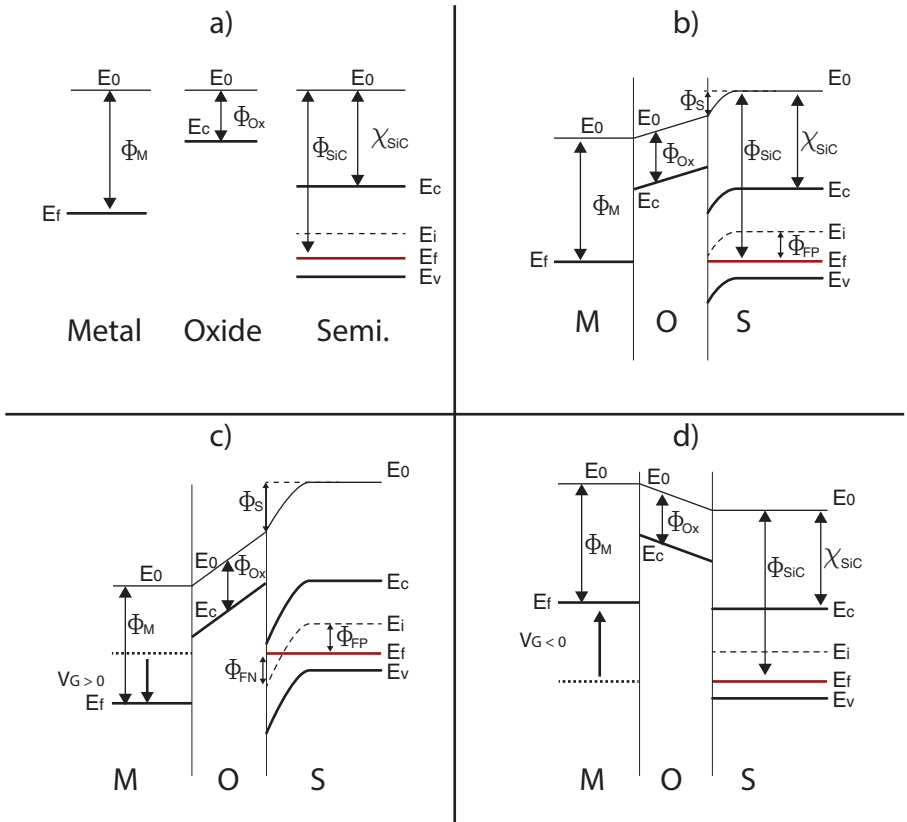 a)
E0 E0 E0
ΦM
Ec ΦOx
ΦSiC χSiC
Ef
Ec
Ei
Ef
Ev
Metal Oxide Semi.
b)
E0
ΦS
E0 E0
ΦM
ΦOx
ΦSiC
χSiC
Ec
Ec
Ei
ΦFP
Ef
Ef
Ev
M O S
c)
E0
ΦS
E0
E0
ΦOx
ΦM
Ec
Ec
Ei
ΦFP
Ef
ΦFN
VG > 0
Ev
Ef
M O S
d)
E0 E0
E0
ΦM
ΦOx
Ec
ΦSiC
χSiC
Ef
Ec
VG < 0
Ei
Ef
Ev
M O S